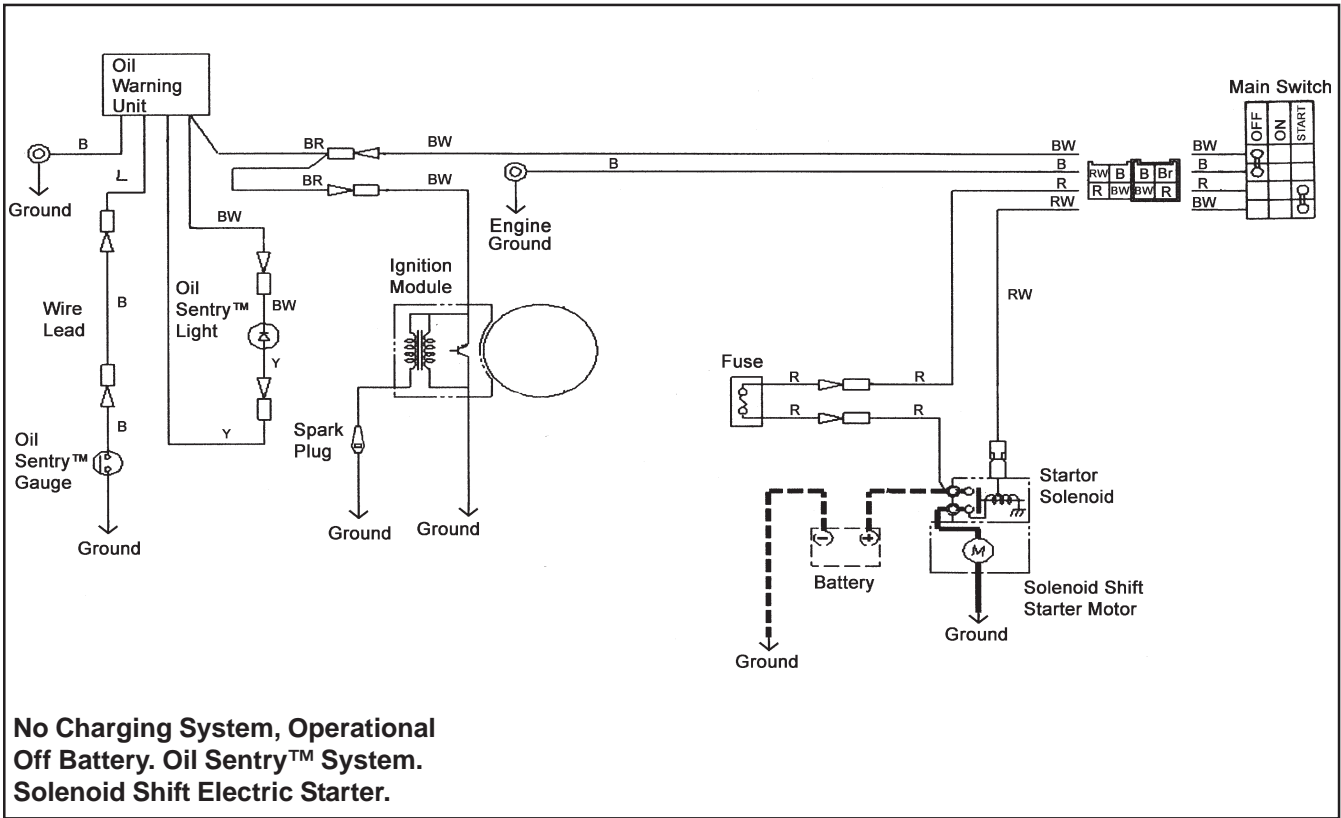 Oil
Warning
Unit
Main Switch
OFF
ON
START
B
BR
BW
BW
BW
B
B
B
L
R
R
RW
BW
RW B B Br
R BW BW R
BR
BW
Ground
Engine
Ground
BW
Ignition
Module
Wire
Lead
B
Oil
Sentry™
Light
BW
RW
Y
Fuse
R
R
R
R
B
Y
Spark
Plug
Oil
Sentry™
Gauge
Startor
Solenoid
Ground
Ground
Ground
−
+
M
Battery
Solenoid Shift
Starter Motor
Ground
Ground
No Charging System, Operational
Off Battery. Oil Sentry™ System.
Solenoid Shift Electric Starter.